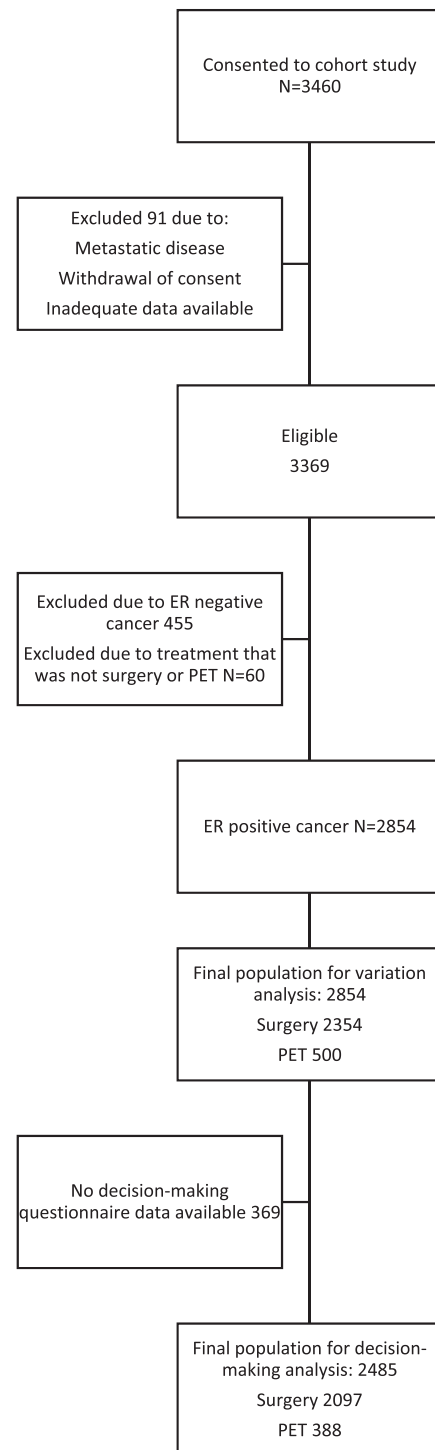 Consented to cohort study
N=3460
Excluded 91 due to:
Metastatic disease
Withdrawal of consent
Inadequate data available
Eligible
3369
Excluded due to ER negative
cancer 455
Excluded due to treatment that
was not surgery or PET N=60
ER positive cancer N=2854
Final population for variation
analysis: 2854
Surgery 2354
PET 500
No decision-making
questionnaire data available 369
Final population for decision-
making analysis: 2485
Surgery 2097
PET 388